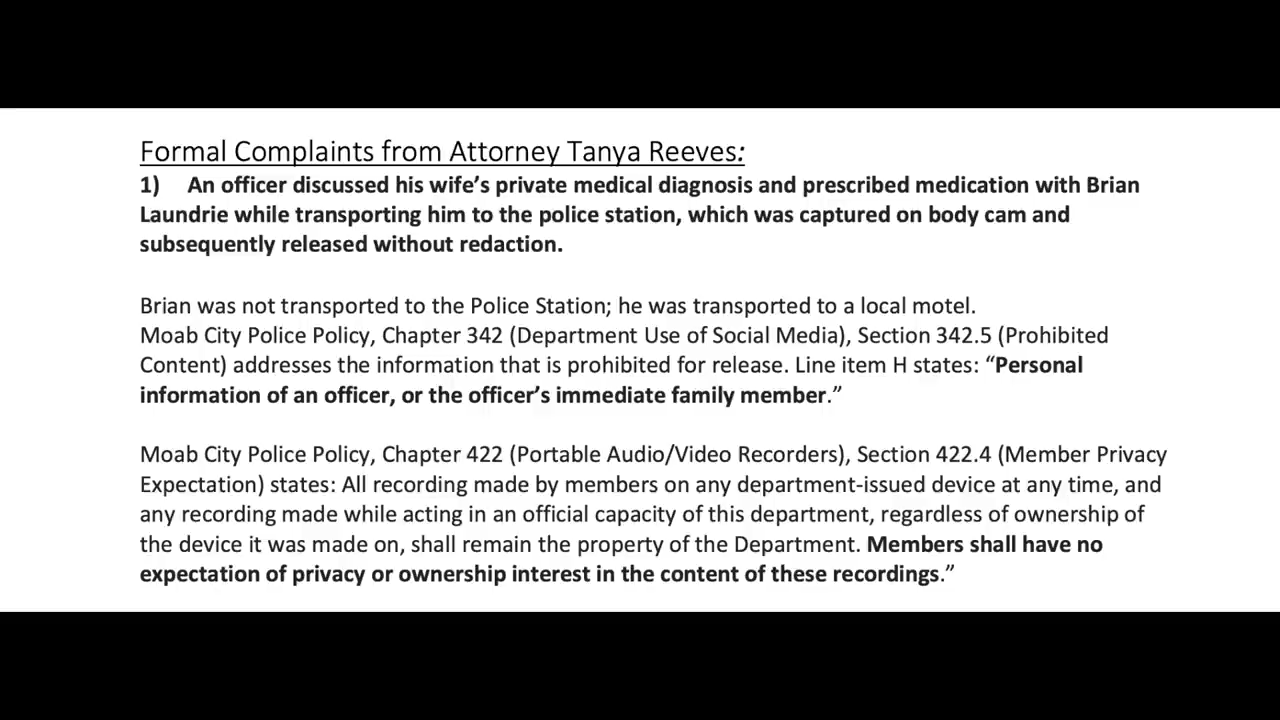 Formal Complaints from Attorney Tanya Reeves:
1) An officer discussed his wife’s private medical diagnosis and prescribed medication with Brian
Laundrie while transporting him to the police station, which was captured on body cam and
subsequently released without redaction.
Brian was not transported to the Police Station; he was transported to a local motel.
Moab City Police Policy, Chapter 342 (Department Use of Social Media), Section 342.5 (Prohibited
Content) addresses the information that is prohibited for release. Line item H states: “Personal
information of an officer, or the officer’s immediate family member.”
Moab City Police Policy, Chapter 422 (Portable Audio/Video Recorders), Section 422.4 (Member Privacy
Expectation) states: All recording made by members on any department-issued device at any time, and
any recording made while acting in an official capacity of this department, regardless of ownership of
the device it was made on, shall remain the property of the Department. Members shall have no
expectation of privacy or ownership interest in the content of these recordings.”